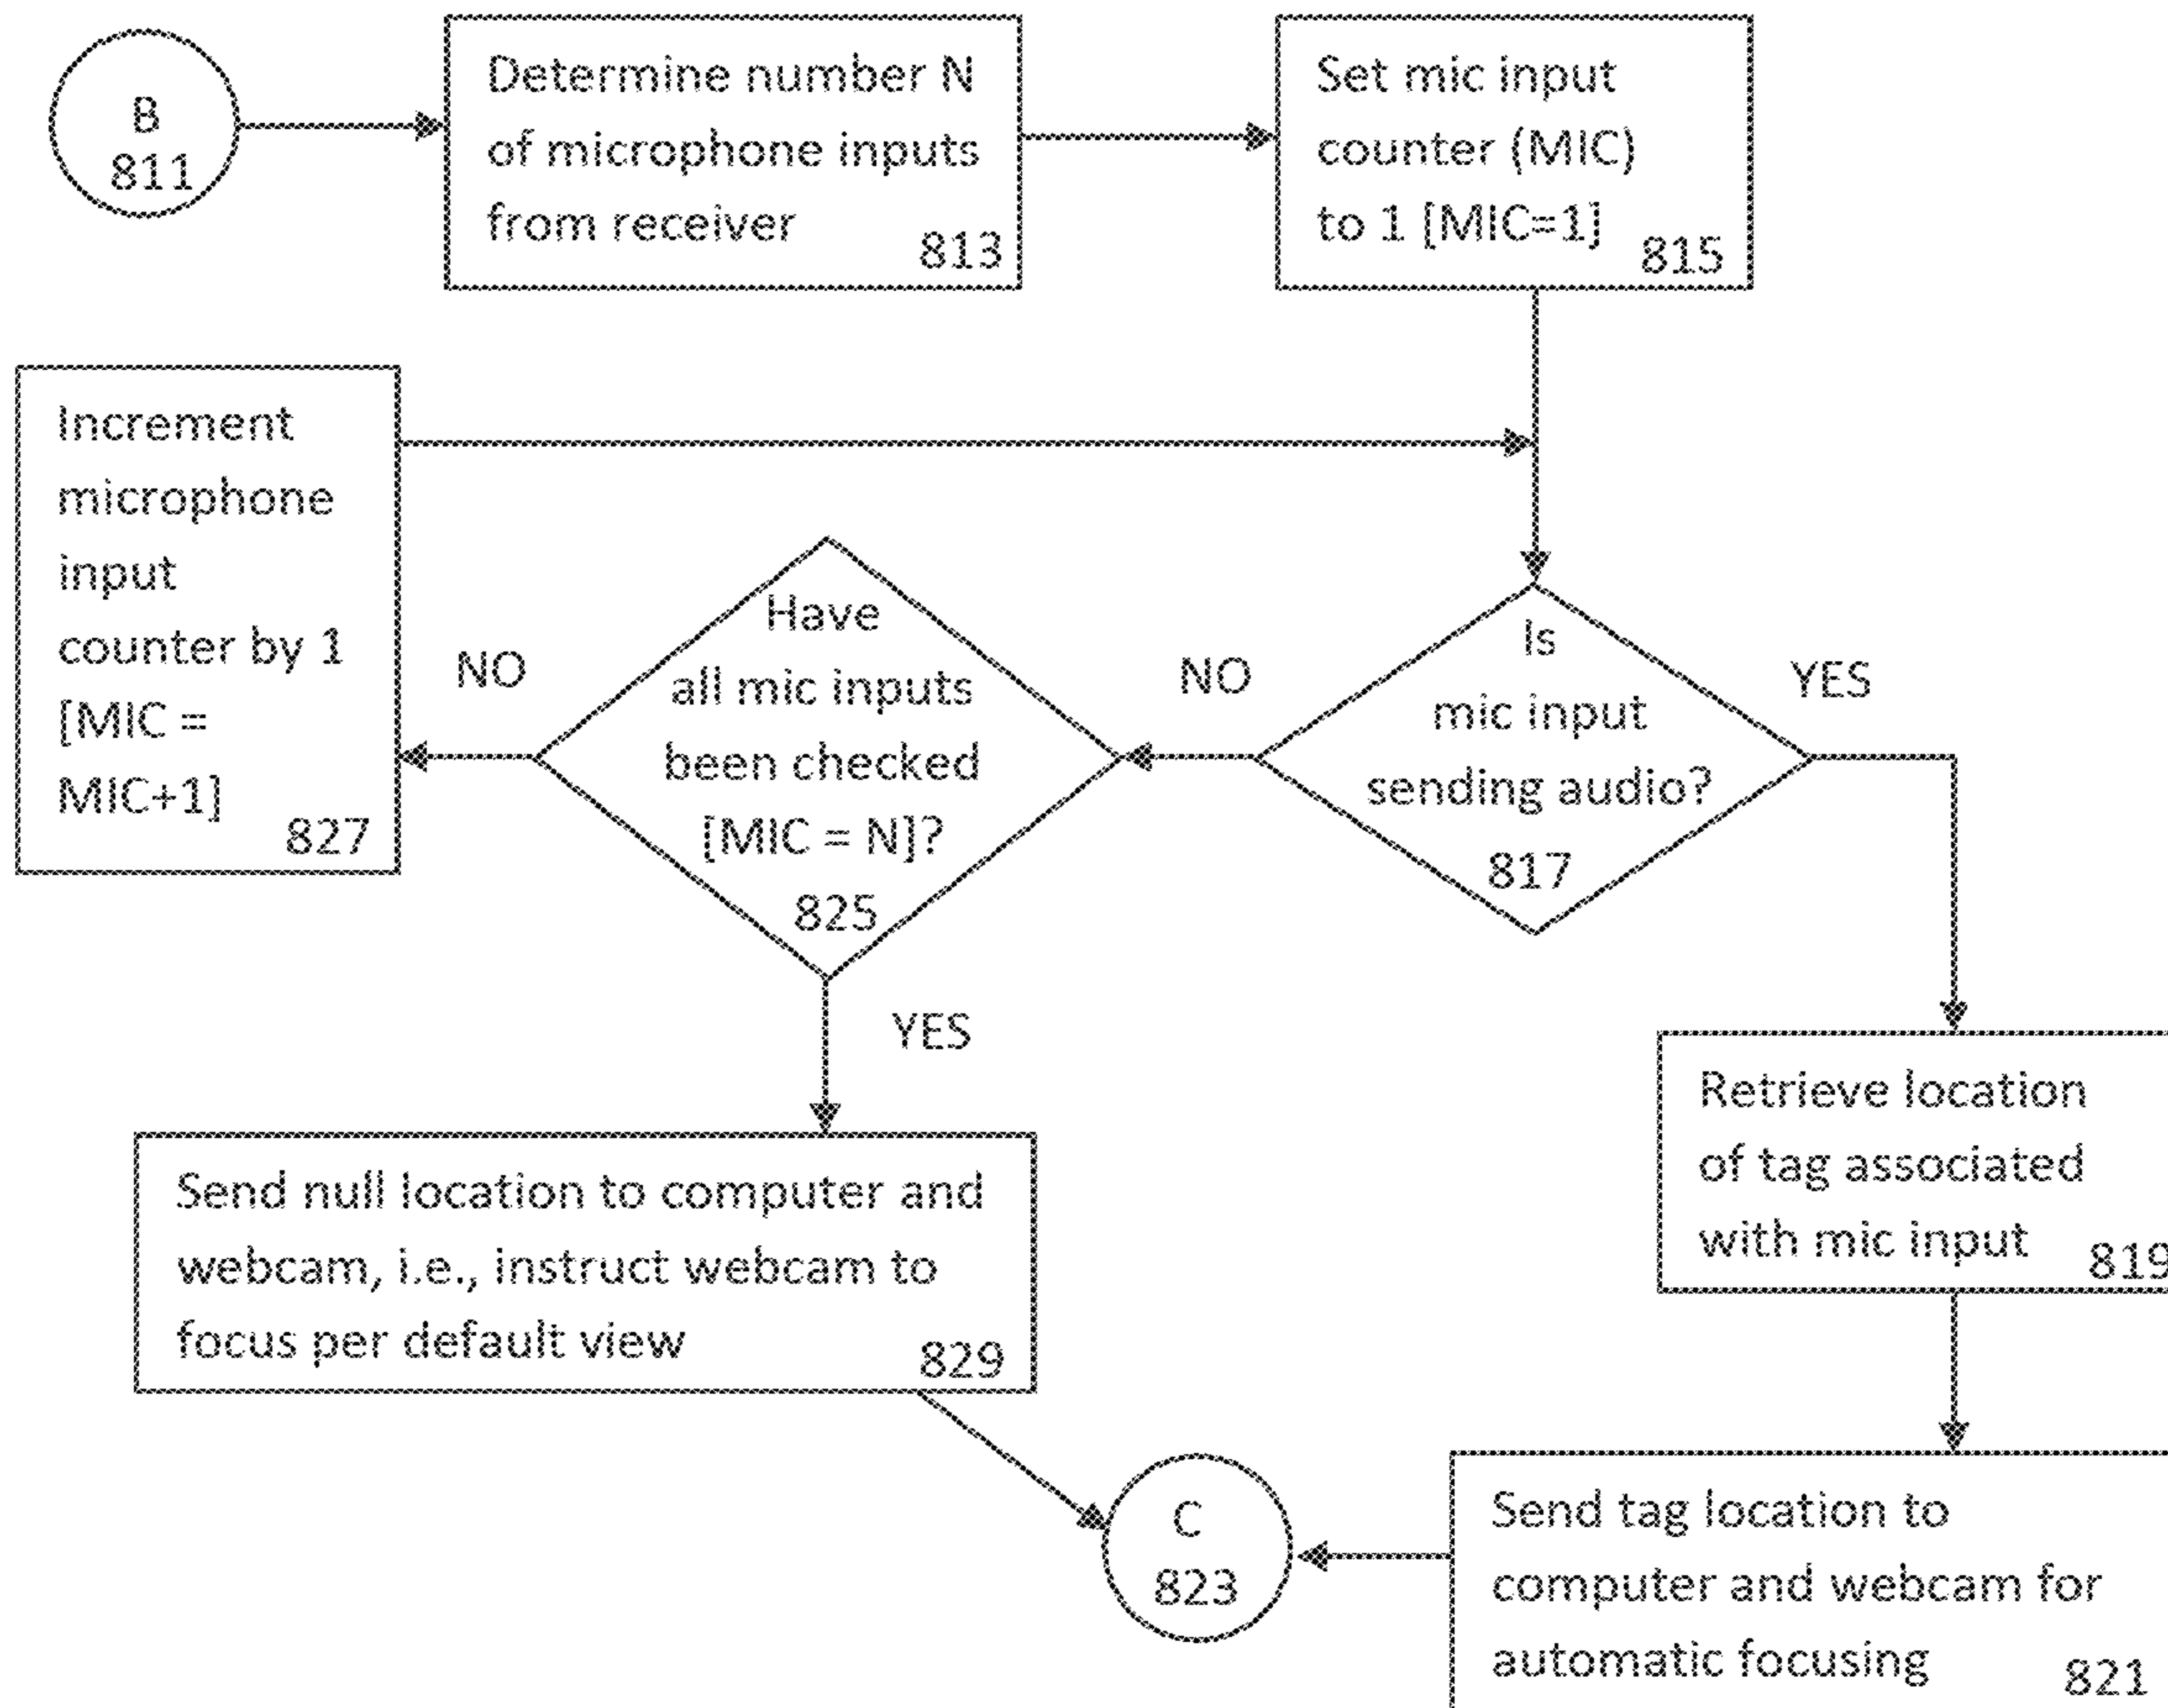 B
811
Determine number N
of microphone inputs
from receiver
813
Set mic input
counter (MIC)
to 1 [MIC=1]
815
Increment
microphone
input
counter by 1
[MIC =
MIC+1]
827
NO
Have
all mic inputs
been checked
[MIC = N]?
825
NO
Is
mic input
sending audio?
817
YES
YES
Retrieve location
of tag associated
with mic input
819
Send null location to computer and
webcam, i.e., instruct webcam to
focus per default view
829
C
823
Send tag location to
computer and webcam for
automatic focusing
821